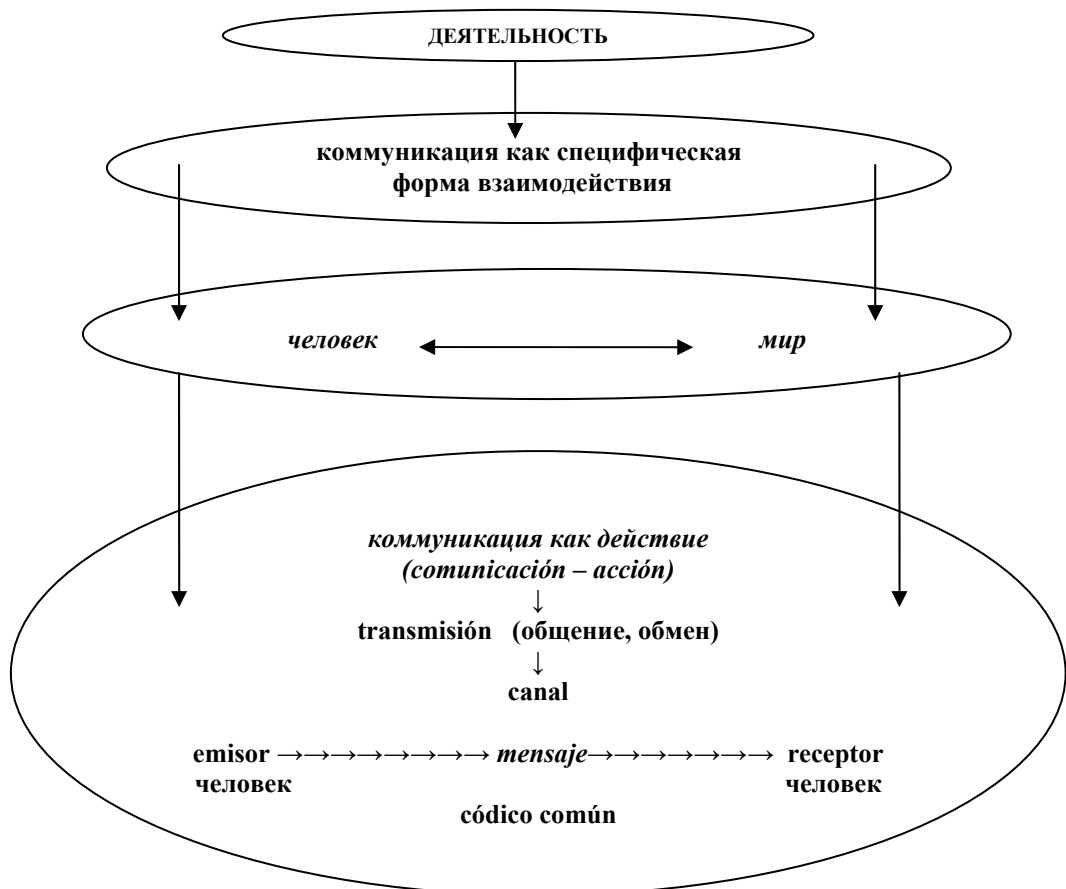 ДЕЯТЕЛЬНОСТЬ
коммуникация как специфическая
форма взаимодействия
человек ⟷ мир
коммуникация как действие
(comunicación – acción)
↓
transmisión (общение, обмен)
↓
canal
emisor →→→→→→→→ mensaje→→→→→→→ receptor
человек человек
códico común